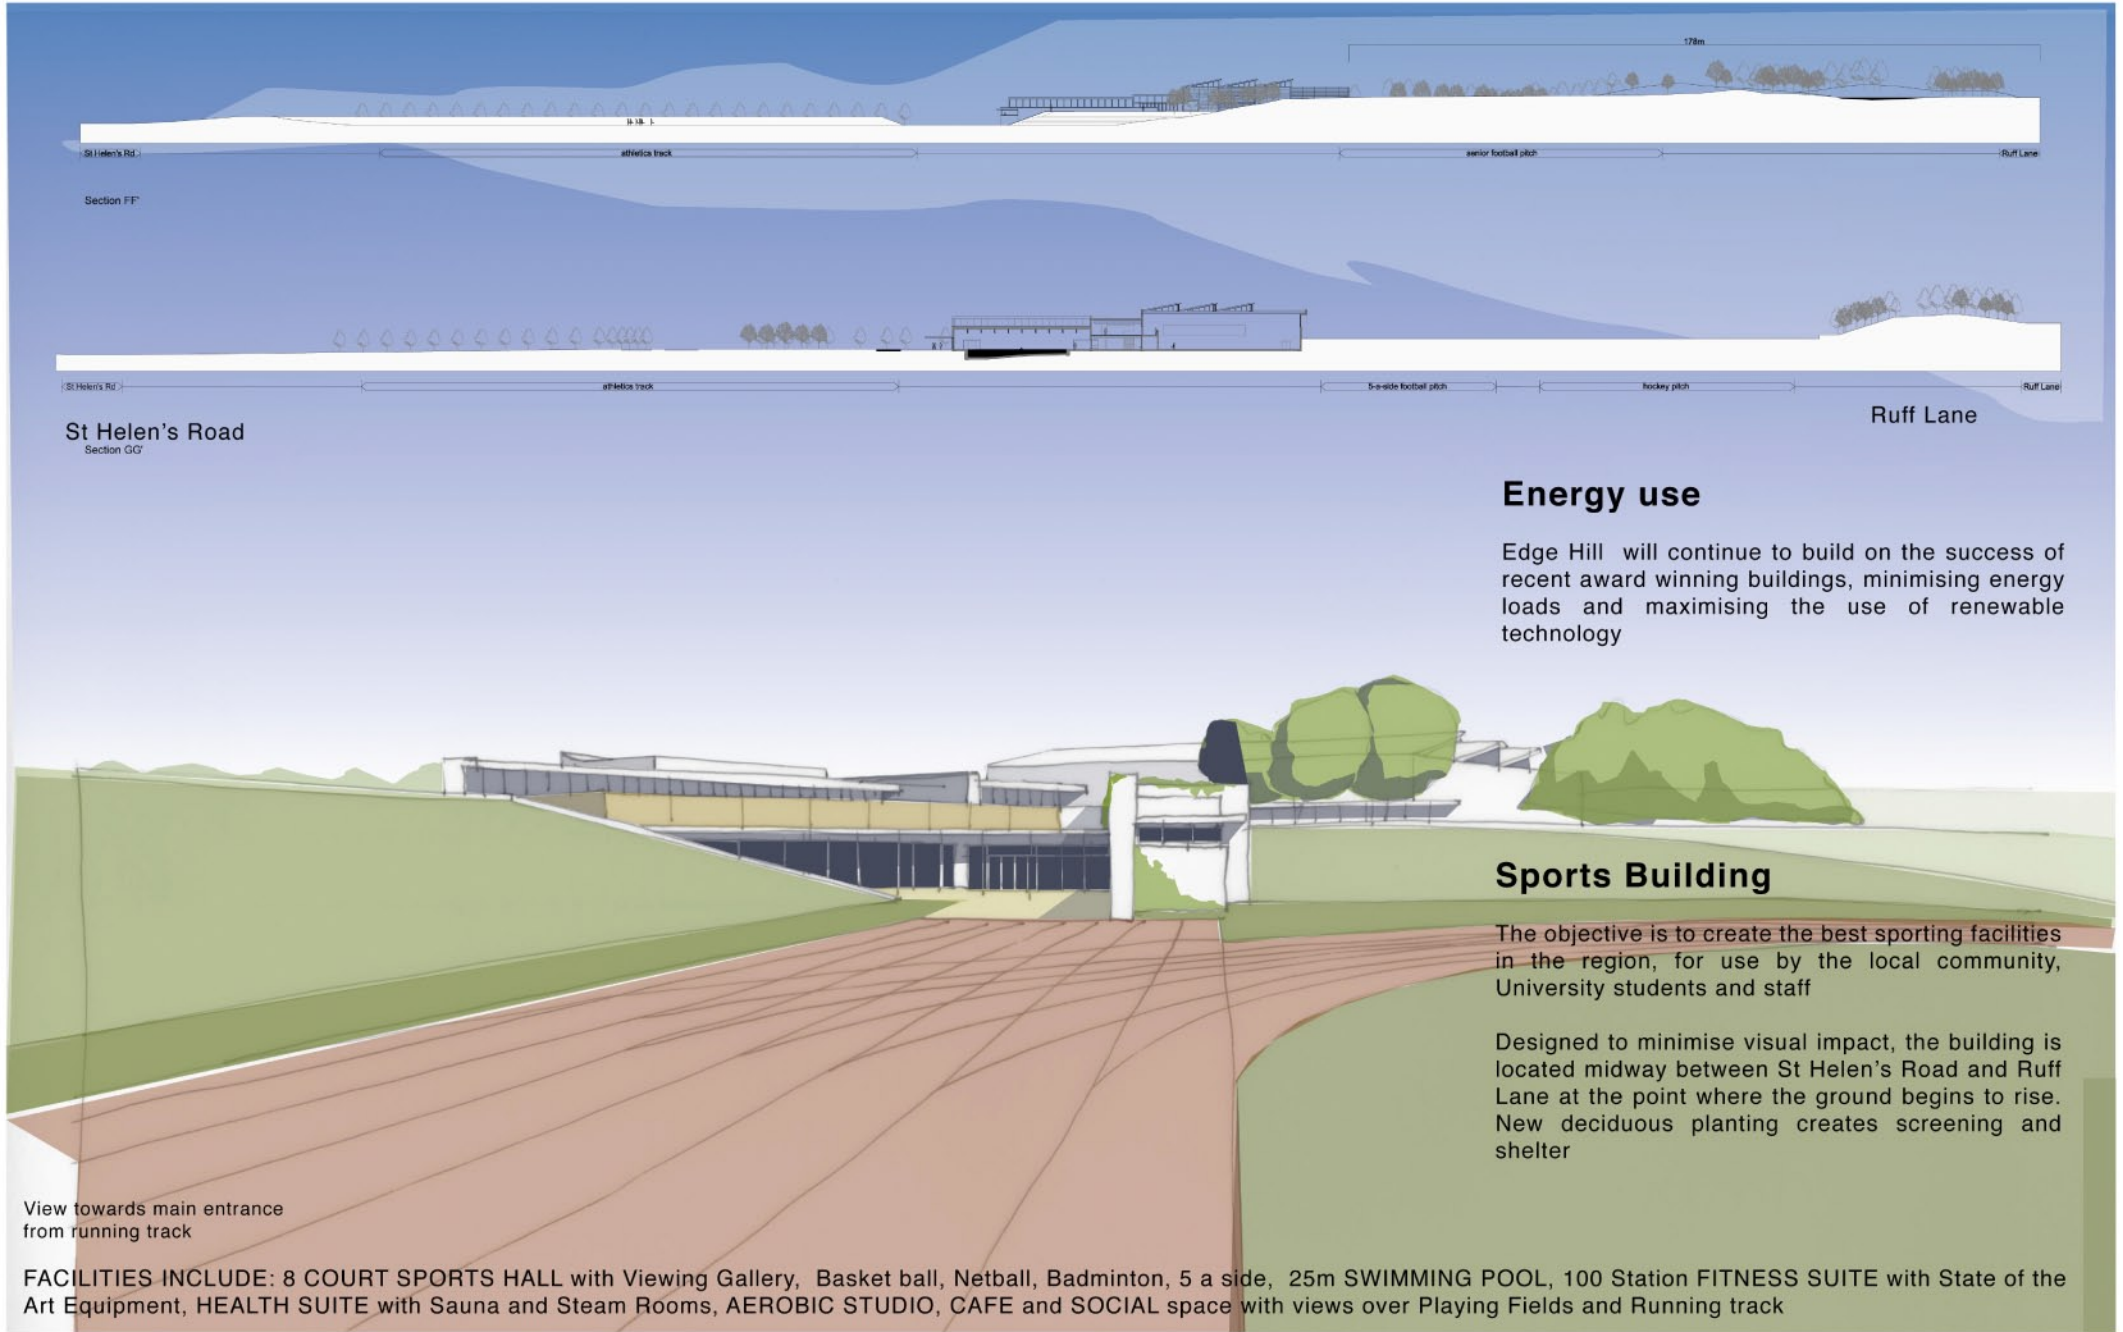 178m
St Helen's Rd
athletics track
senior football pitch
Ruff Lane
Section FF'
St Helen's Rd
athletics track
5-a-side football pitch
hockey pitch
Ruff Lane
St Helen's Road
Section GG'
Ruff Lane
Energy use
Edge Hill will continue to build on the success of
recent award winning buildings, minimising energy
loads and maximising the use of renewable
technology
Sports Building
The objective is to create the best sporting facilities
in the region, for use by the local community,
University students and staff
Designed to minimise visual impact, the building is
located midway between St Helen's Road and Ruff
Lane at the point where the ground begins to rise.
New deciduous planting creates screening and
shelter
View towards main entrance
from running track
FACILITIES INCLUDE: 8 COURT SPORTS HALL with Viewing Gallery, Basket ball, Netball, Badminton, 5 a side, 25m SWIMMING POOL, 100 Station FITNESS SUITE with State of the
Art Equipment, HEALTH SUITE with Sauna and Steam Rooms, AEROBIC STUDIO, CAFE and SOCIAL space with views over Playing Fields and Running track